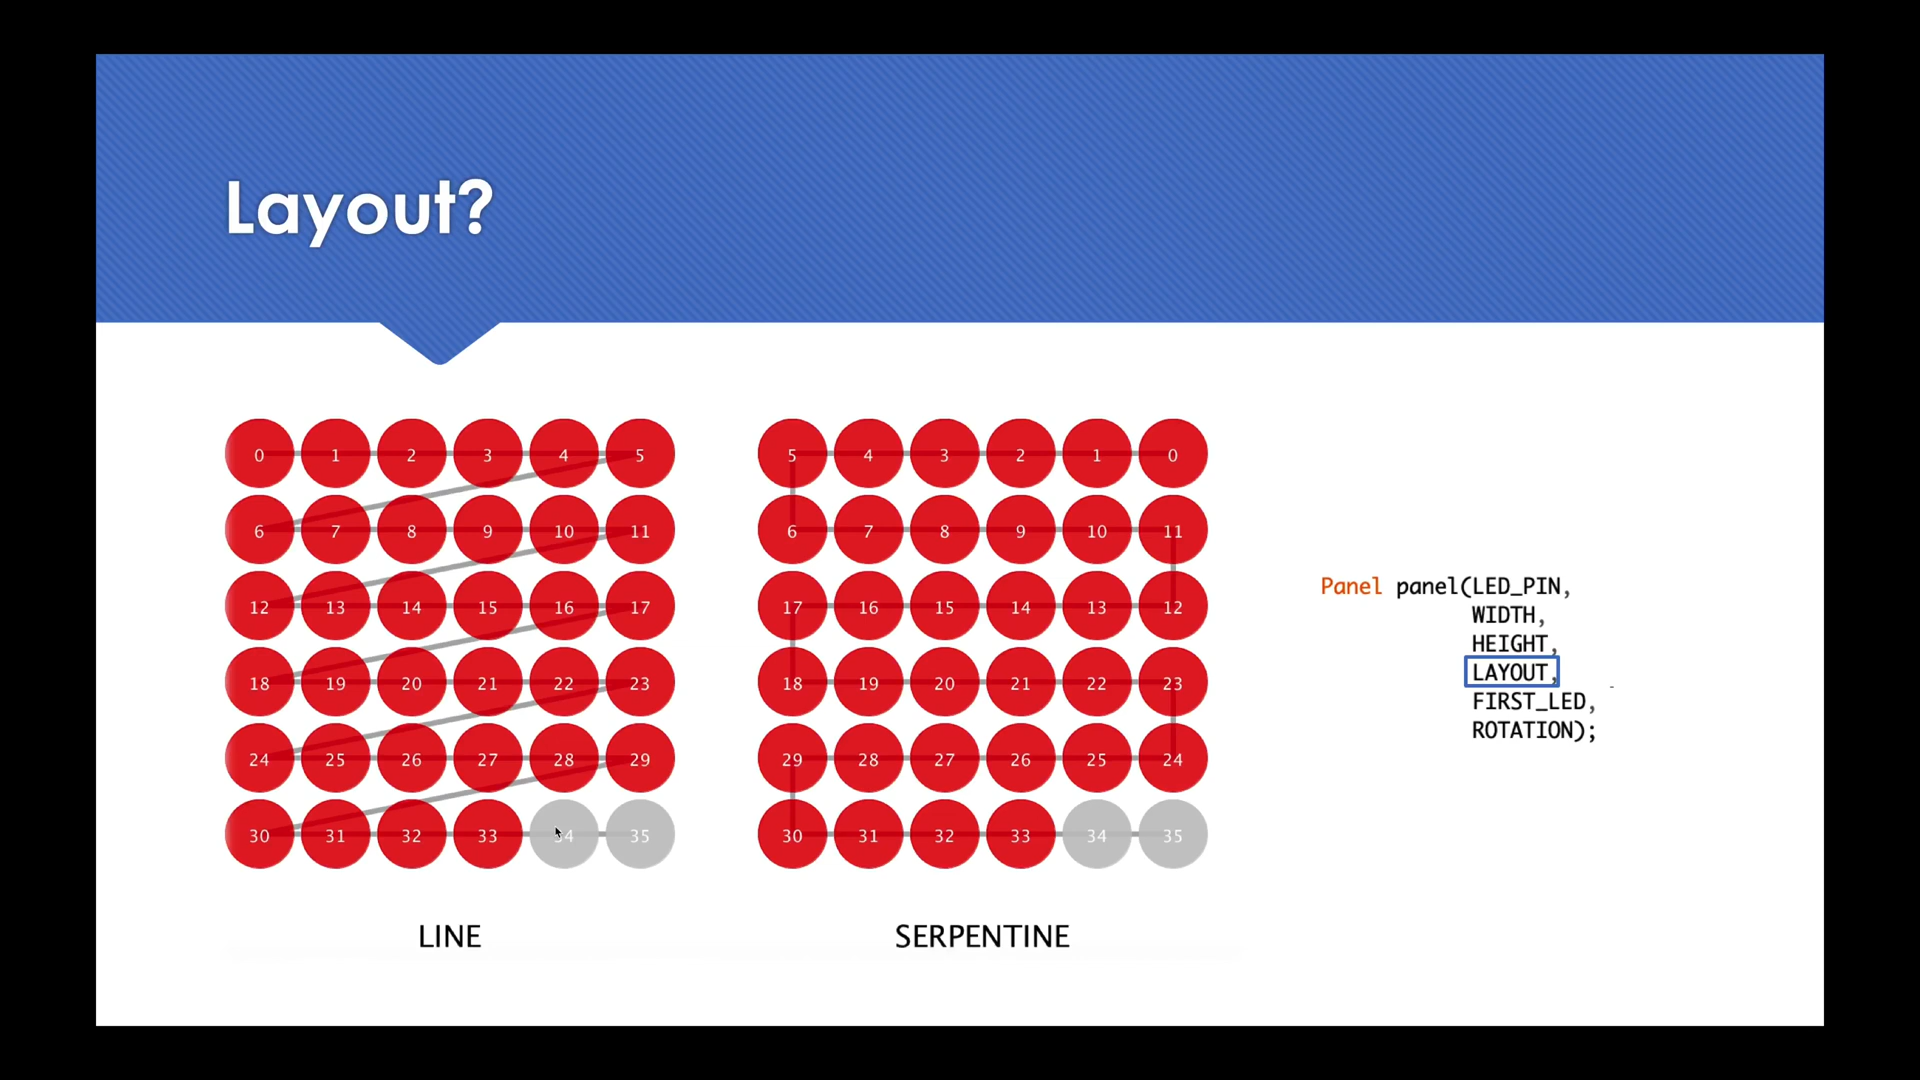 Layout?
0 1 2 3 4 5
6 7 8 9 10 11
12 13 14 15 16 17
18 19 20 21 22 23
24 25 26 27 28 29
30 31 32 33 34 35
LINE
5 4 3 2 1 0
6 7 8 9 10 11
17 16 15 14 13 12
18 19 20 21 22 23
29 28 27 26 25 24
30 31 32 33 34 35
SERPENTINE
Panel panel(LED_PIN,
WIDTH,
HEIGHT,
LAYOUT,
FIRST_LED,
ROTATION);